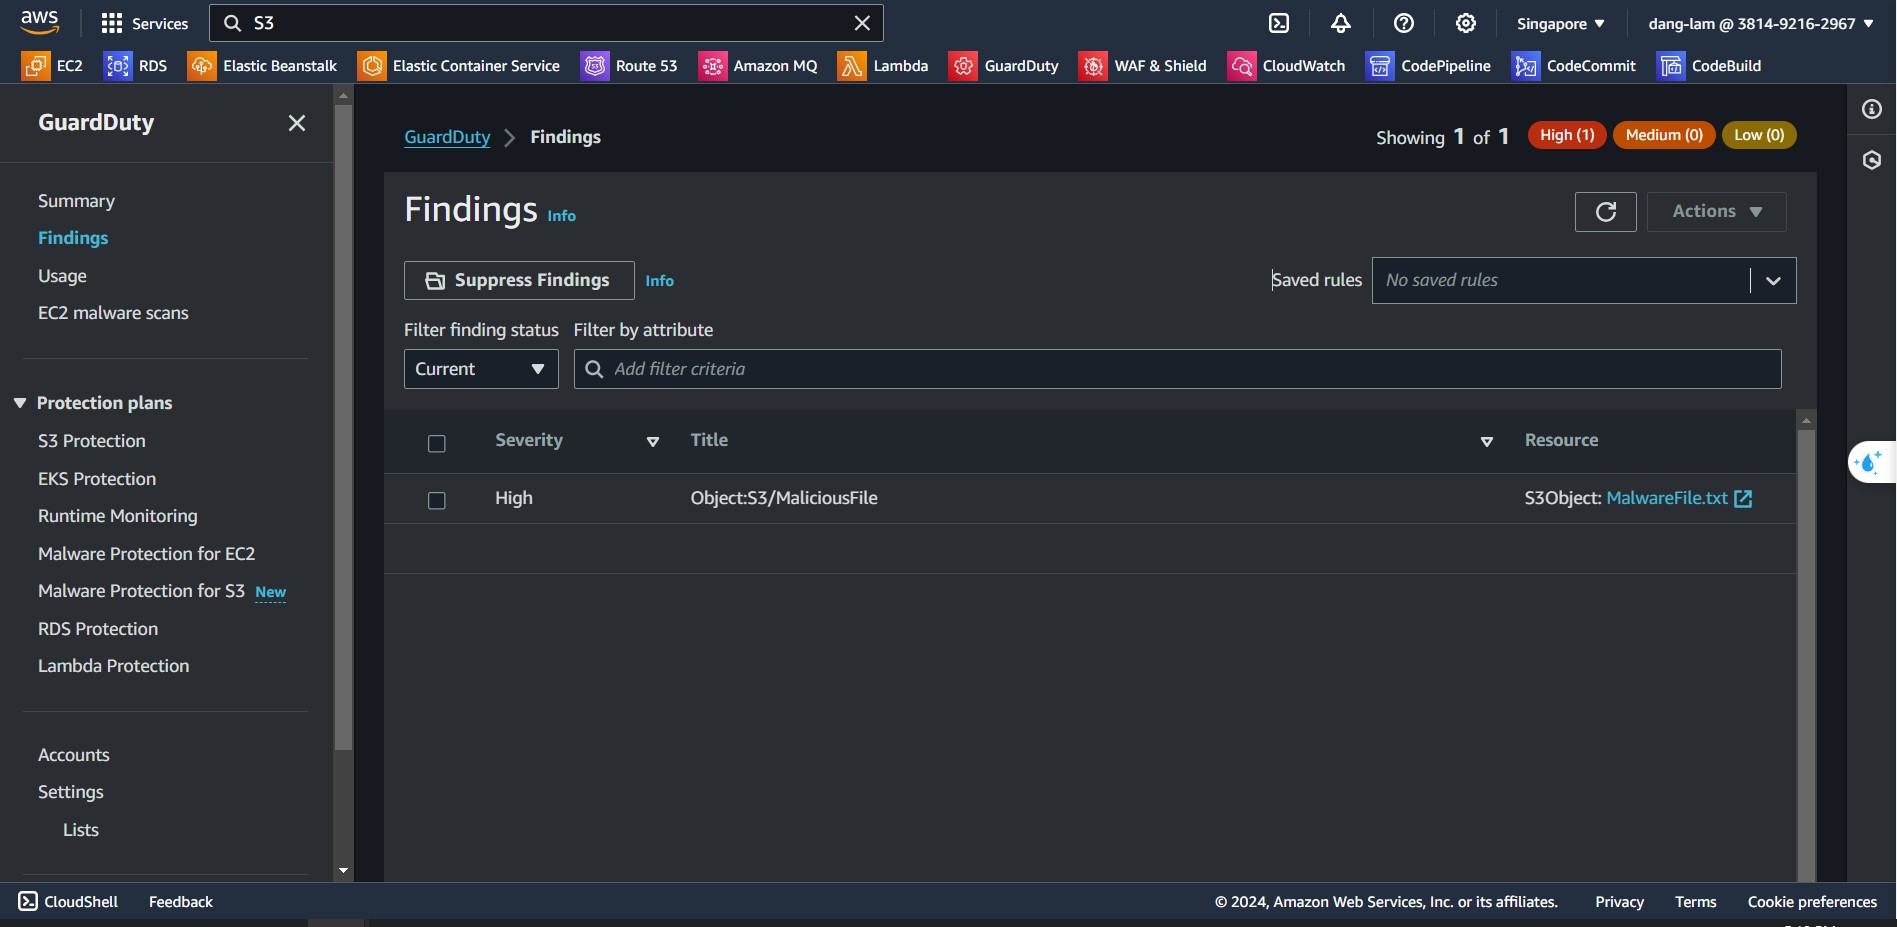 aws Services S3 Singapore dang-lam @ 3814-9216-2967
EC2 RDS Elastic Beanstalk Elastic Container Service Route 53 Amazon MQ Lambda GuardDuty WAF & Shield CloudWatch CodePipeline CodeCommit CodeBuild
GuardDuty
Summary
Findings
Usage
EC2 malware scans
Protection plans
S3 Protection
EKS Protection
Runtime Monitoring
Malware Protection for EC2
Malware Protection for S3 New
RDS Protection
Lambda Protection
Accounts
Settings
Lists
GuardDuty Findings
Showing 1 of 1 High (1) Medium (0) Low (0)
Findings Info
Actions
Suppress Findings Info
Saved rules No saved rules
Filter finding status Filter by attribute
Current Add filter criteria
Severity Title Resource
High Object:S3/MaliciousFile S3Object: MalwareFile.txt
CloudShell Feedback © 2024, Amazon Web Services, Inc. or its affiliates. Privacy Terms Cookie preferences